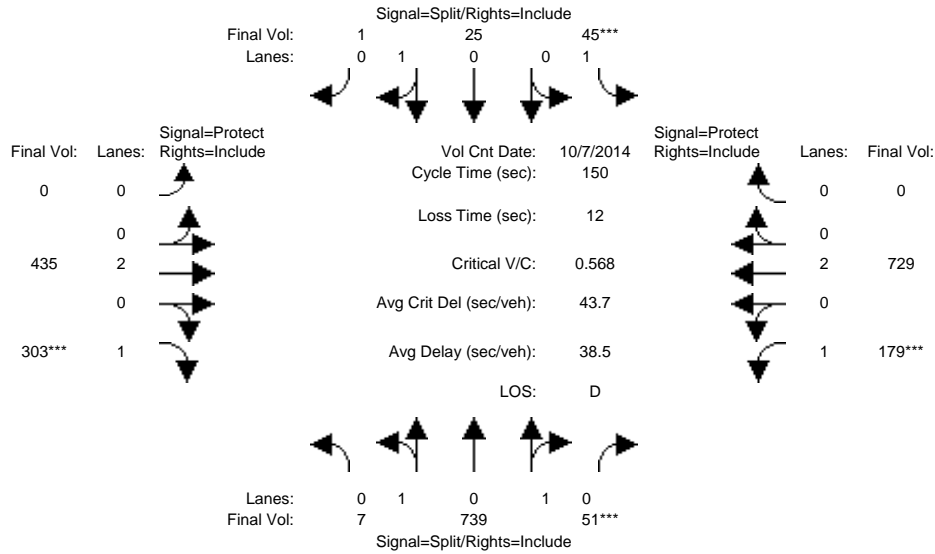 Signal=Split/Rights=Include
Final Vol: 1 25 45***
Lanes: 0 1 0 0 1
Signal=Protect Signal=Protect
Final Vol: Lanes: Rights=Include Vol Cnt Date: 10/7/2014 Rights=Include Lanes: Final Vol:
Cycle Time (sec): 150
0 0 0 0
Loss Time (sec): 12
0 0
435 2 Critical V/C: 0.568 2 729
0 Avg Crit Del (sec/veh): 43.7 0
303*** 1 Avg Delay (sec/veh): 38.5 1 179***
LOS: D
Lanes: 0 1 0 1 0
Final Vol: 7 739 51***
Signal=Split/Rights=Include